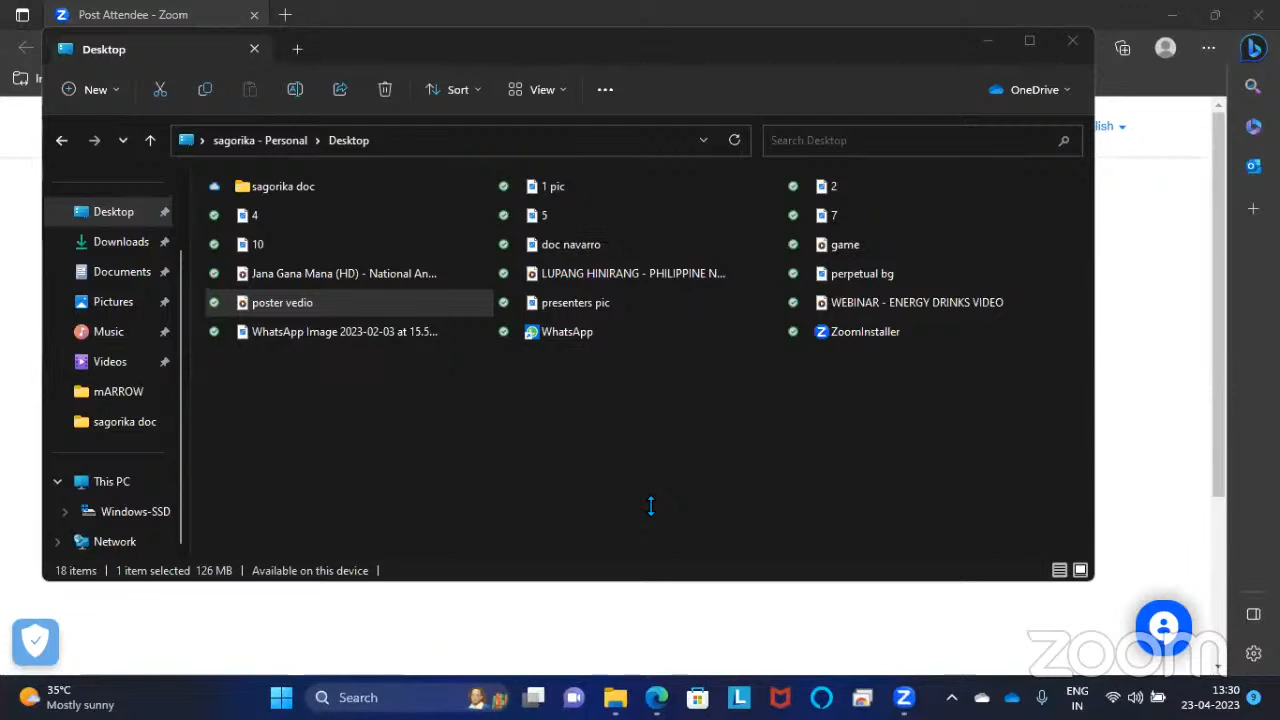 Post Attendee - Zoom
Desktop
New
Sort
View
OneDrive
sagorika - Personal
Desktop
Search Desktop
lish
sagorika doc
1 pic
2
Desktop
4
5
7
Downloads
10
doc navarro
game
Documents
Jana Gana Mana (HD) - National An...
LUPANG HINIRANG - PHILIPPINE N...
perpetual bg
Pictures
poster vedio
presenters pic
WEBINAR - ENERGY DRINKS VIDEO
Music
WhatsApp Image 2023-02-03 at 15.5...
WhatsApp
ZoomInstaller
Videos
mARROW
sagorika doc
This PC
Windows-SSD
Network
18 items
1 item selected 126 MB
Available on this device
zoom
35°C
Mostly sunny
Search
ENG
IN
13:30
23-04-2023
9